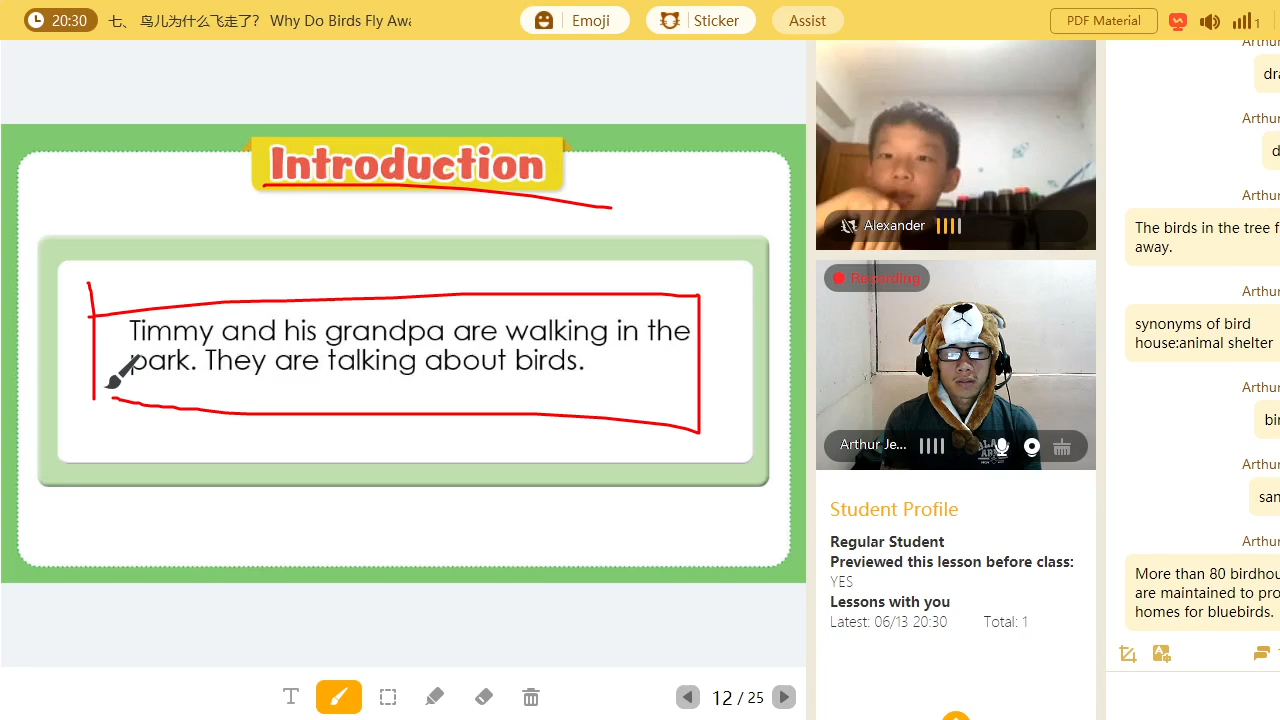 20:30
七、 鸟儿为什么飞走了? Why Do Birds Fly Awa
Emoji
Sticker
Assist
PDF Material
1
Introduction
Timmy and his grandpa are walking in the
park. They are talking about birds.
12 / 25
Alexander
Recording
Arthur Je...
Student Profile
Regular Student
Previewed this lesson before class:
YES
Lessons with you
Latest: 06/13 20:30 Total: 1
Arthur
dra
Arthur
d
Arthur
The birds in the tree f
away.
Arthur
synonyms of bird
house:animal shelter
Arthur
bir
Arthur
san
Arthur
More than 80 birdhou
are maintained to pro
homes for bluebirds.